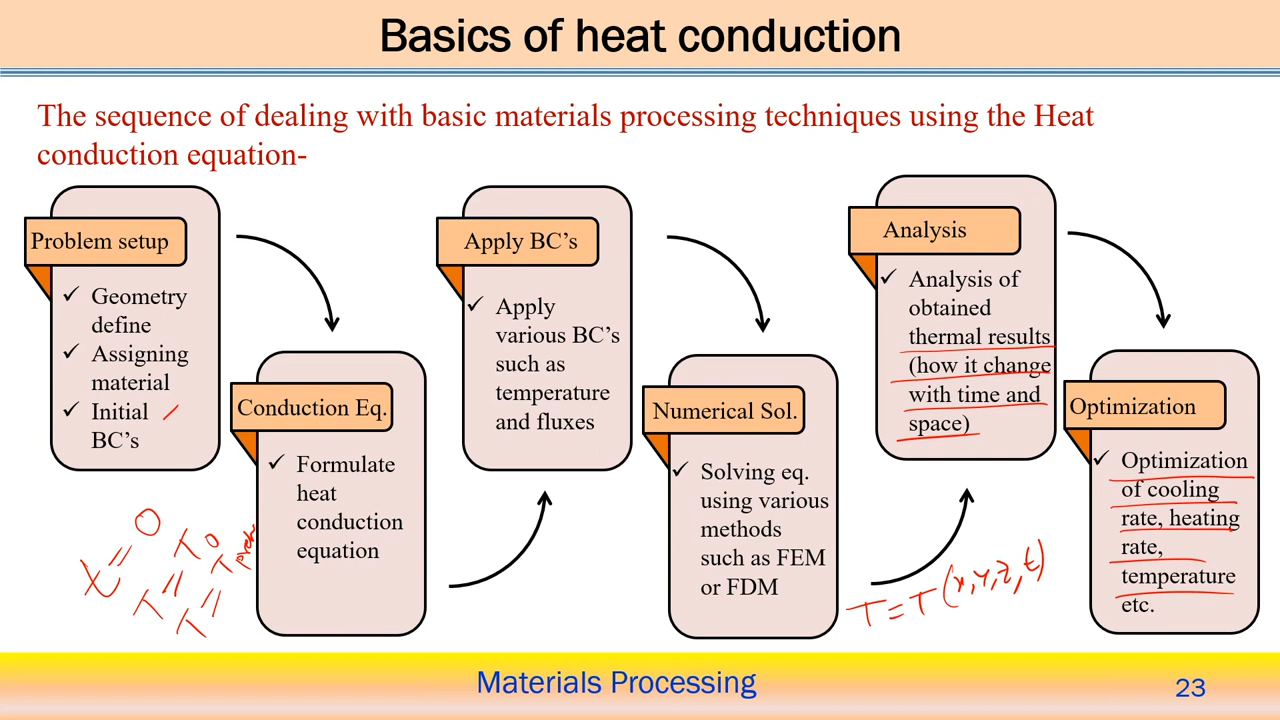 Basics of heat conduction
The sequence of dealing with basic materials processing techniques using the Heat
conduction equation-
Problem setup
✓ Geometry
define
✓ Assigning
material
✓ Initial
BC's
t = 0
T = T0
T = T
Conduction Eq.
✓ Formulate
heat
conduction
equation
Apply BC's
✓ Apply
various BC's
such as
temperature
and fluxes
Numerical Sol.
✓ Solving eq.
using various
methods
such as FEM
or FDM
Analysis
✓ Analysis of
obtained
thermal results
(how it change
with time and
space)
T = T(x,y,z,t)
Optimization
✓ Optimization
of cooling
rate, heating
rate,
temperature
etc.
Materials Processing
23